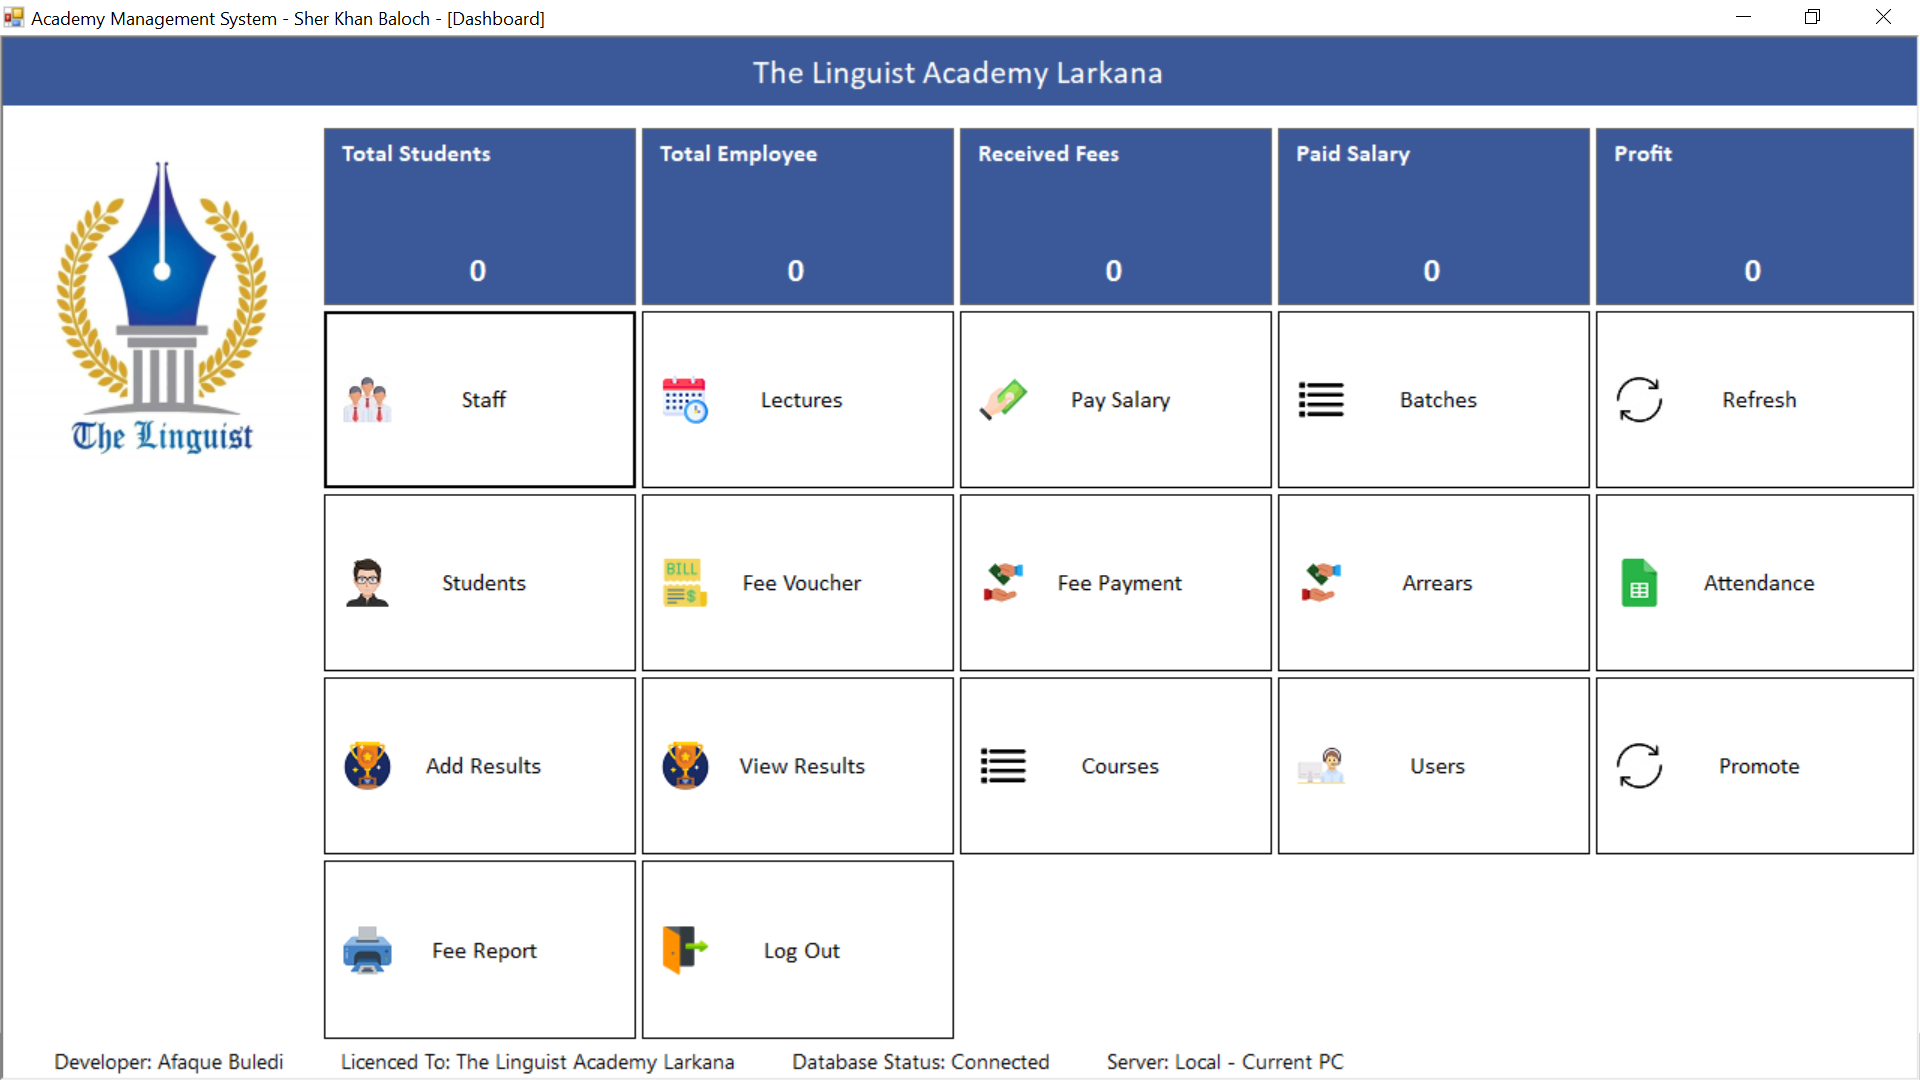 Academy Management System - Sher Khan Baloch - [Dashboard]
The Linguist Academy Larkana
The Linguist
Total Students
0
Total Employee
0
Received Fees
0
Paid Salary
0
Profit
0
Staff
Lectures
Pay Salary
Batches
Refresh
Students
BILL
$
Fee Voucher
Fee Payment
Arrears
Attendance
Add Results
View Results
Courses
Users
Promote
Fee Report
Log Out
Developer: Afaque Buledi
Licenced To: The Linguist Academy Larkana
Database Status: Connected
Server: Local - Current PC